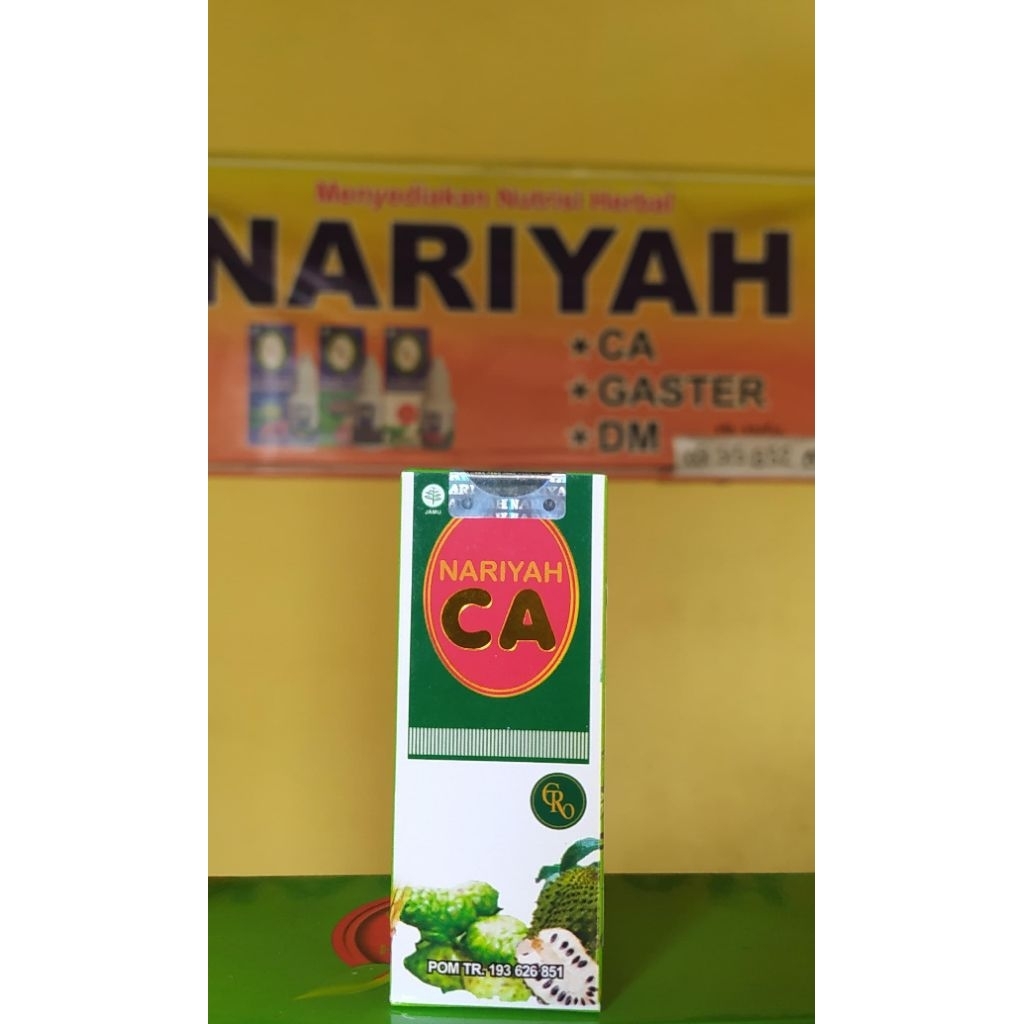 Menyediakan Nutrisi Herbal
NARIYAH
* CA
* GASTER
* DM
JAMU
NARIYAH
CA
POM TR. 193 626 851